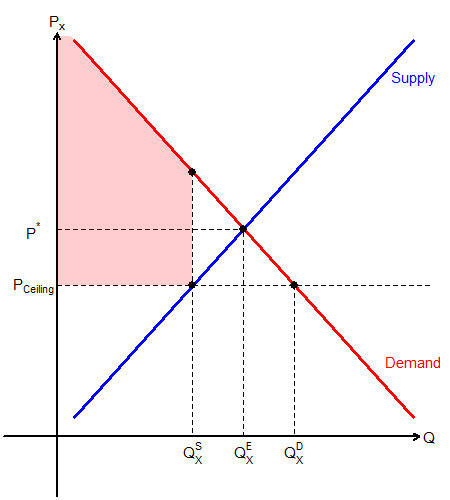 Px
Supply
P*
PCeiling
Demand
Q
QXS QXE QXD